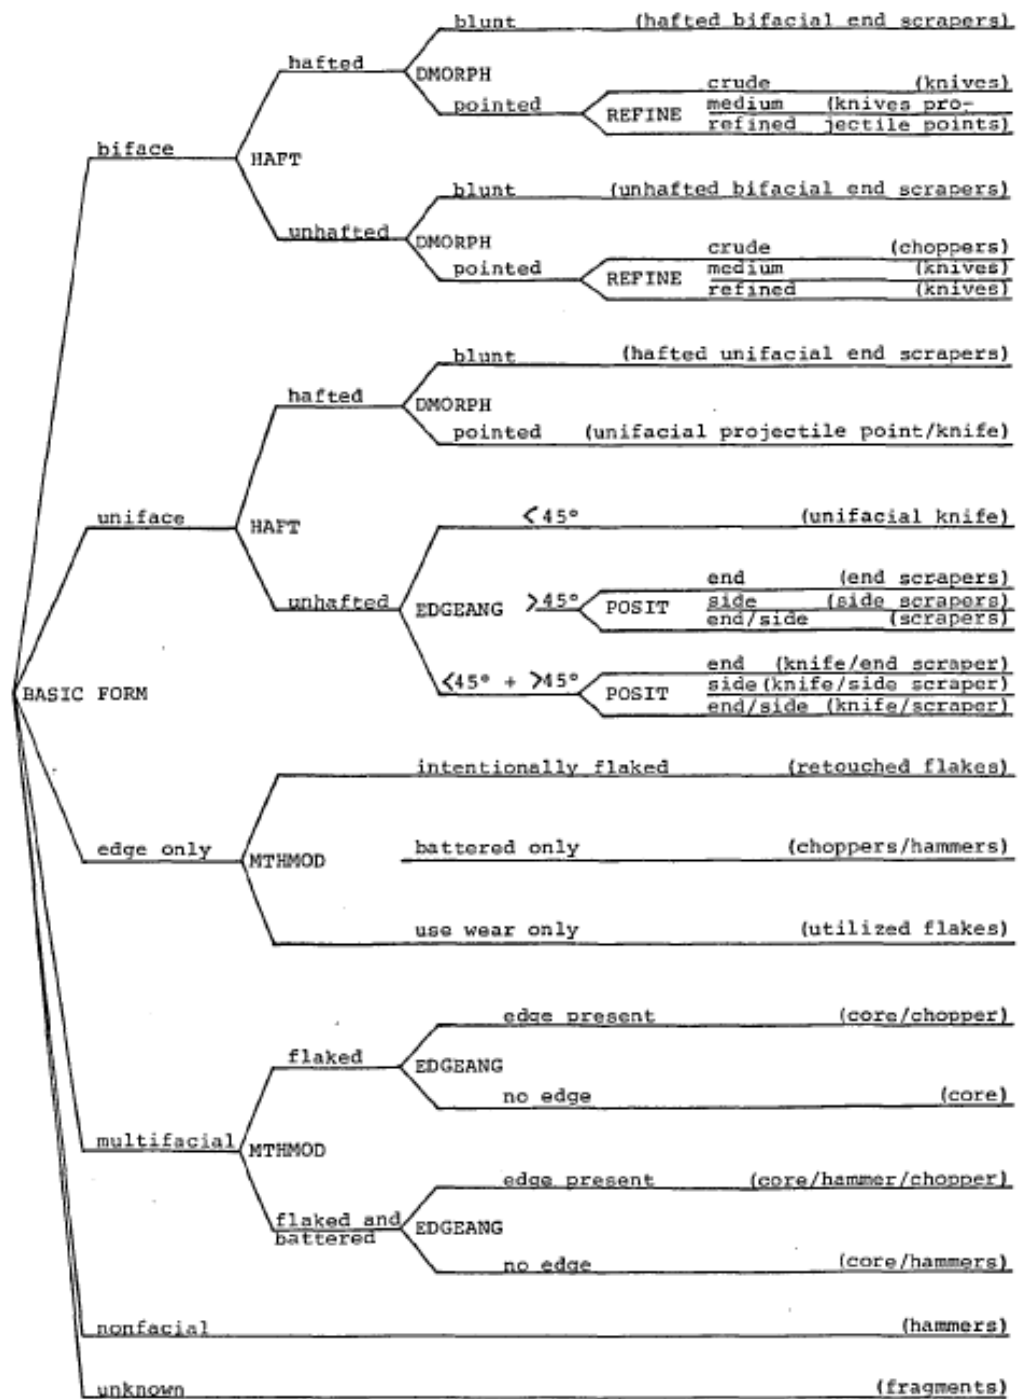 blunt (hafted bifacial end scrapers)
hafted DMORPH
crude (knives)
pointed REFINE medium (knives pro-
refined jectile points)
biface HAFT
blunt (unhafted bifacial end scrapers)
unhafted DMORPH
crude (choppers)
pointed REFINE medium (knives)
refined (knives)
blunt (hafted unifacial end scrapers)
hafted DMORPH
pointed (unifacial projectile point/knife)
<45° (unifacial knife)
uniface HAFT
end (end scrapers)
unhafted EDGEANG >45° POSIT side (side scrapers)
end/side (scrapers)
end (knife/end scraper)
<45° + >45° POSIT side (knife/side scraper)
end/side (knife/scraper)
BASIC FORM
intentionally flaked (retouched flakes)
edge only MTHMOD battered only (choppers/hammers)
use wear only (utilized flakes)
edge present (core/chopper)
flaked EDGEANG
no edge (core)
multifacial MTHMOD
edge present (core/hammer/chopper)
flaked and EDGEANG
battered
no edge (core/hammers)
nonfacial (hammers)
unknown (fragments)